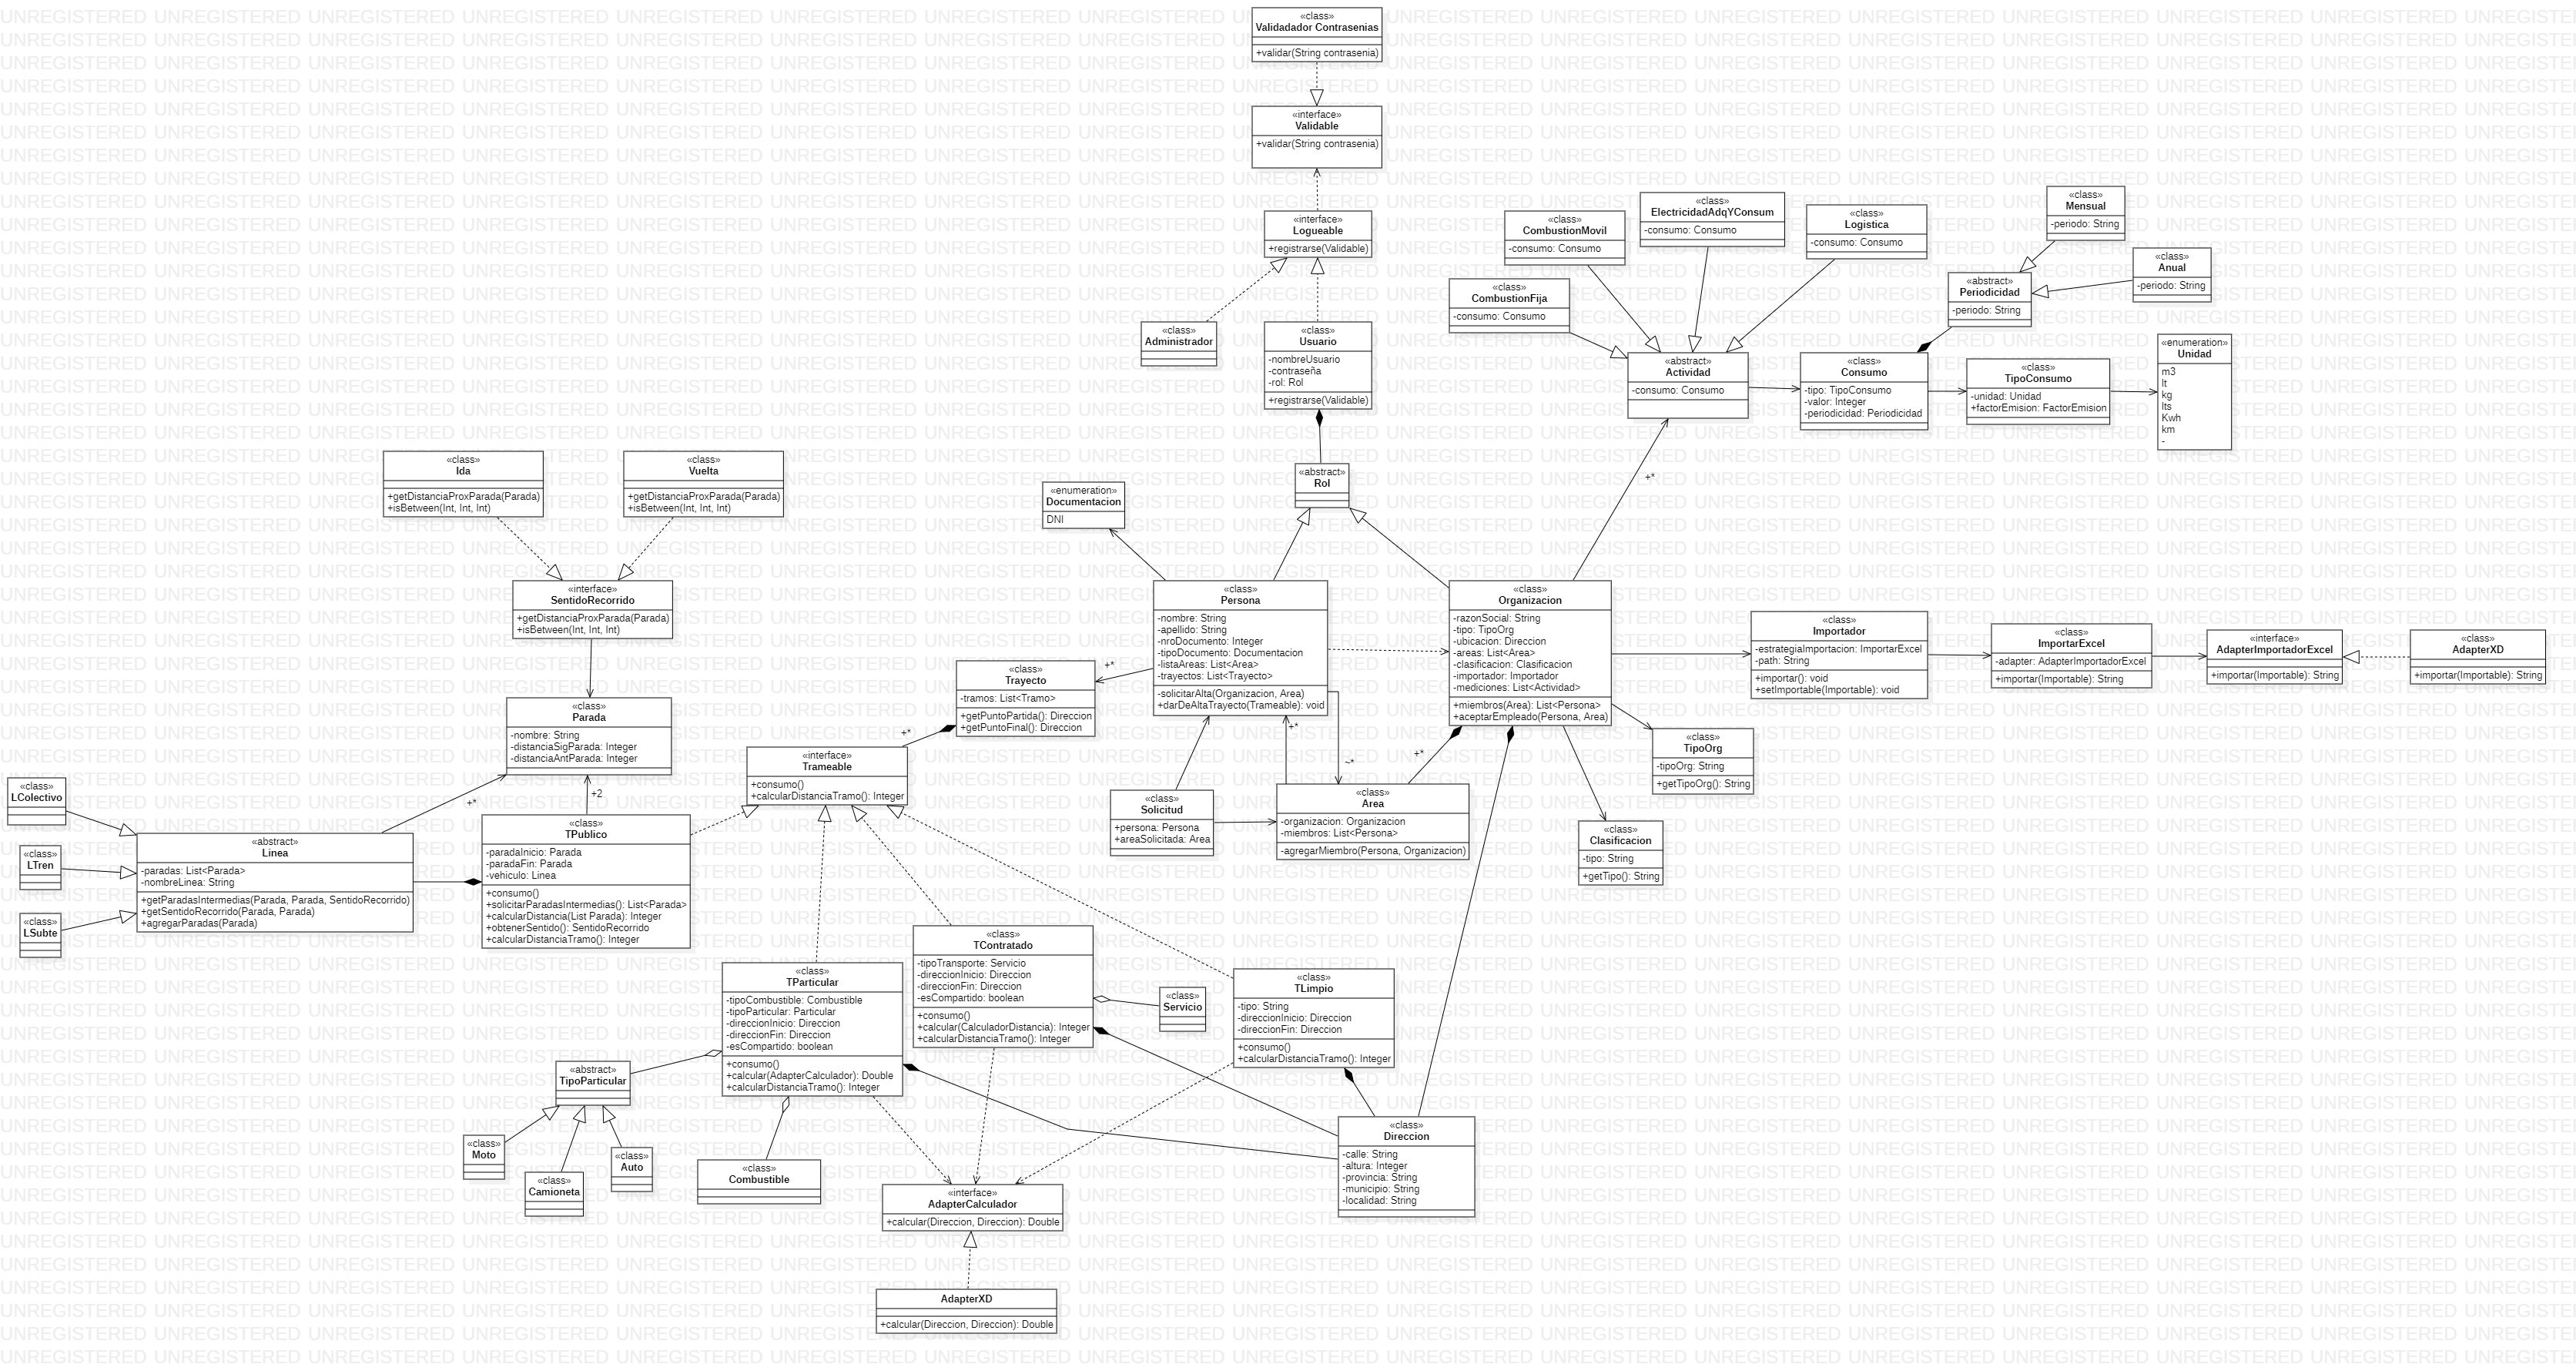 UNREGISTERED
«class»
Validadador Contrasenias
+validar(String contrasenia)
«interface»
Validable
+validar(String contrasenia)
«interface»
Logueable
+registrarse(Validable)
«class»
Administrador
«class»
Usuario
-nombreUsuario
-contraseña
-rol: Rol
+registrarse(Validable)
«abstract»
Rol
«class»
CombustionMovil
-consumo: Consumo
«class»
ElectricidadAdqYConsum
-consumo: Consumo
«class»
Logistica
-consumo: Consumo
«class»
CombustionFija
-consumo: Consumo
«abstract»
Actividad
-consumo: Consumo
«class»
Mensual
-periodo: String
«class»
Anual
-periodo: String
«abstract»
Periodicidad
-periodo: String
«class»
Consumo
-tipo: TipoConsumo
-valor: Integer
-periodicidad: Periodicidad
«class»
TipoConsumo
-unidad: Unidad
+factorEmision: FactorEmision
«enumeration»
Unidad
m3
lt
kg
lts
Kwh
km
-
+*
«class»
Ida
+getDistanciaProxParada(Parada)
+isBetween(Int, Int, Int)
«class»
Vuelta
+getDistanciaProxParada(Parada)
+isBetween(Int, Int, Int)
«interface»
SentidoRecorrido
+getDistanciaProxParada(Parada)
+isBetween(Int, Int, Int)
«class»
Parada
-nombre: String
-distanciaSigParada: Integer
-distanciaAntParada: Integer
+*
+2
«enumeration»
Documentacion
DNI
«class»
Persona
-nombre: String
-apellido: String
-nroDocumento: Integer
-tipoDocumento: Documentacion
-listaAreas: List<Area>
-trayectos: List<Trayecto>
-solicitarAlta(Organizacion, Area)
+darDeAltaTrayecto(Trameable): void
«class»
Organizacion
-razonSocial: String
-tipo: TipoOrg
-ubicacion: Direccion
-areas: List<Area>
-clasificacion: Clasificacion
-importador: Importador
-mediciones: List<Actividad>
+miembros(Area): List<Persona>
+aceptarEmpleado(Persona, Area)
«class»
Importador
-estrategiaImportacion: ImportarExcel
-path: String
+importar(): void
+setImportable(Importable): void
«class»
ImportarExcel
-adapter: AdapterImportadorExcel
+importar(Importable): String
«interface»
AdapterImportadorExcel
+importar(Importable): String
«class»
AdapterXD
+importar(Importable): String
«class»
TipoOrg
-tipoOrg: String
+getTipoOrg(): String
«class»
Clasificacion
-tipo: String
+getTipo(): String
+*
«class»
Trayecto
-tramos: List<Tramo>
+getPuntoPartida(): Direccion
+getPuntoFinal(): Direccion
+*
«interface»
Trameable
+consumo()
+calcularDistanciaTramo(): Integer
«class»
Solicitud
+persona: Persona
+areaSolicitada: Area
+*
~*
+*
«class»
Area
-organizacion: Organizacion
-miembros: List<Persona>
-agregarMiembro(Persona, Organizacion)
«class»
LColectivo
«class»
LTren
«class»
LSubte
«abstract»
Linea
-paradas: List<Parada>
-nombreLinea: String
+getParadasIntermedias(Parada, Parada, SentidoRecorrido)
+getSentidoRecorrido(Parada, Parada)
+agregarParadas(Parada)
«class»
TPublico
-paradaInicio: Parada
-paradaFin: Parada
-vehiculo: Linea
+consumo()
+solicitarParadasIntermedias(): List<Parada>
+calcularDistancia(List Parada): Integer
+obtenerSentido(): SentidoRecorrido
+calcularDistanciaTramo(): Integer
«class»
TParticular
-tipoCombustible: Combustible
-tipoParticular: Particular
-direccionInicio: Direccion
-direccionFin: Direccion
-esCompartido: boolean
+consumo()
+calcular(AdapterCalculador): Double
+calcularDistanciaTramo(): Integer
«class»
TContratado
-tipoTransporte: Servicio
-direccionInicio: Direccion
-direccionFin: Direccion
-esCompartido: boolean
+consumo()
+calcular(CalculadorDistancia): Integer
+calcularDistanciaTramo(): Integer
«class»
Servicio
«class»
TLimpio
-tipo: String
-direccionInicio: Direccion
-direccionFin: Direccion
+consumo()
+calcularDistanciaTramo(): Integer
«abstract»
TipoParticular
«class»
Moto
«class»
Camioneta
«class»
Auto
«class»
Combustible
«interface»
AdapterCalculador
+calcular(Direccion, Direccion): Double
AdapterXD
+calcular(Direccion, Direccion): Double
«class»
Direccion
-calle: String
-altura: Integer
-provincia: String
-municipio: String
-localidad: String